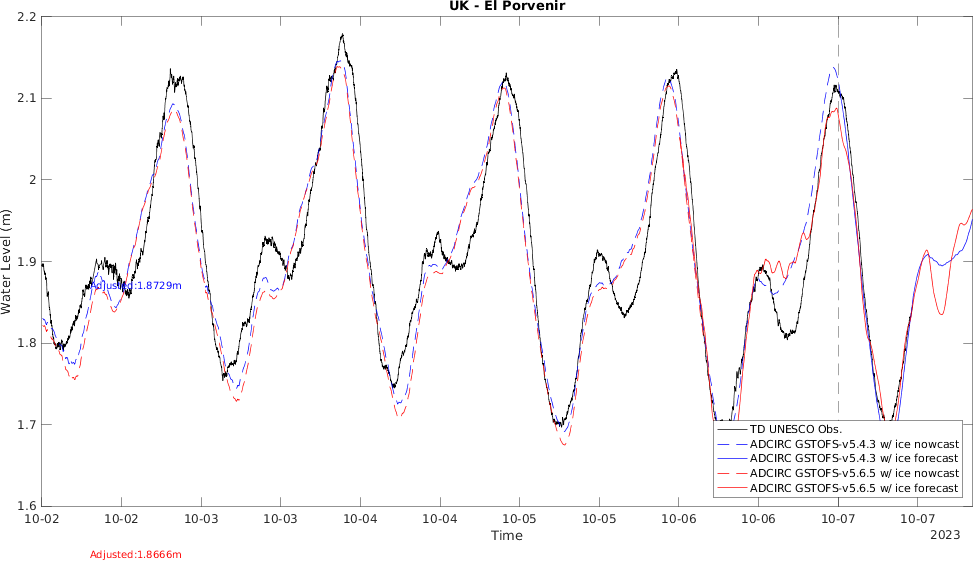 UK - El Porvenir
2.2
2.1
2
1.9
1.8
1.7
1.6
Water Level (m)
Adjusted:1.8729m
TD UNESCO Obs.
ADCIRC GSTOFS-v5.4.3 w/ ice nowcast
ADCIRC GSTOFS-v5.4.3 w/ ice forecast
ADCIRC GSTOFS-v5.6.5 w/ ice nowcast
ADCIRC GSTOFS-v5.6.5 w/ ice forecast
10-02 10-02 10-03 10-03 10-04 10-04 10-05 10-05 10-06 10-06 10-07 10-07
Time
2023
Adjusted:1.8666m